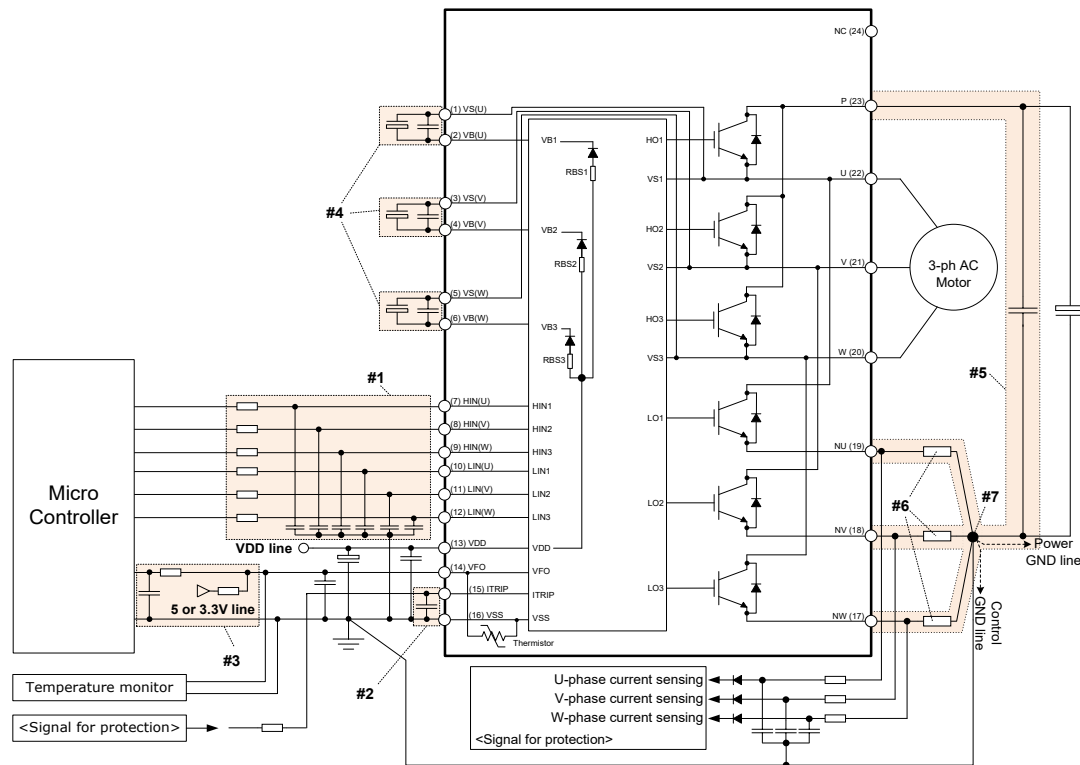 NC (24)
P (23)
(1) VS(U)
(2) VB(U)
VB1
RBS1
HO1
VS1
U (22)
#4
(3) VS(V)
(4) VB(V)
VB2
RBS2
HO2
VS2
V (21)
3-ph AC
Motor
(5) VS(W)
(6) VB(W)
VB3
RBS3
HO3
VS3
W (20)
#5
#1
Micro
Controller
(7) HIN(U)
(8) HIN(V)
(9) HIN(W)
(10) LIN(U)
(11) LIN(V)
(12) LIN(W)
(13) VDD
(14) VFO
(15) ITRIP
(16) VSS
HIN1
HIN2
HIN3
LIN1
LIN2
LIN3
VDD
VFO
ITRIP
VSS
Thermistor
LO1
LO2
LO3
NU (19)
NV (18)
NW (17)
#6
#7
Power
GND line
Control
GND line
VDD line
5 or 3.3V line
#3
#2
Temperature monitor
<Signal for protection>
U-phase current sensing
V-phase current sensing
W-phase current sensing
<Signal for protection>